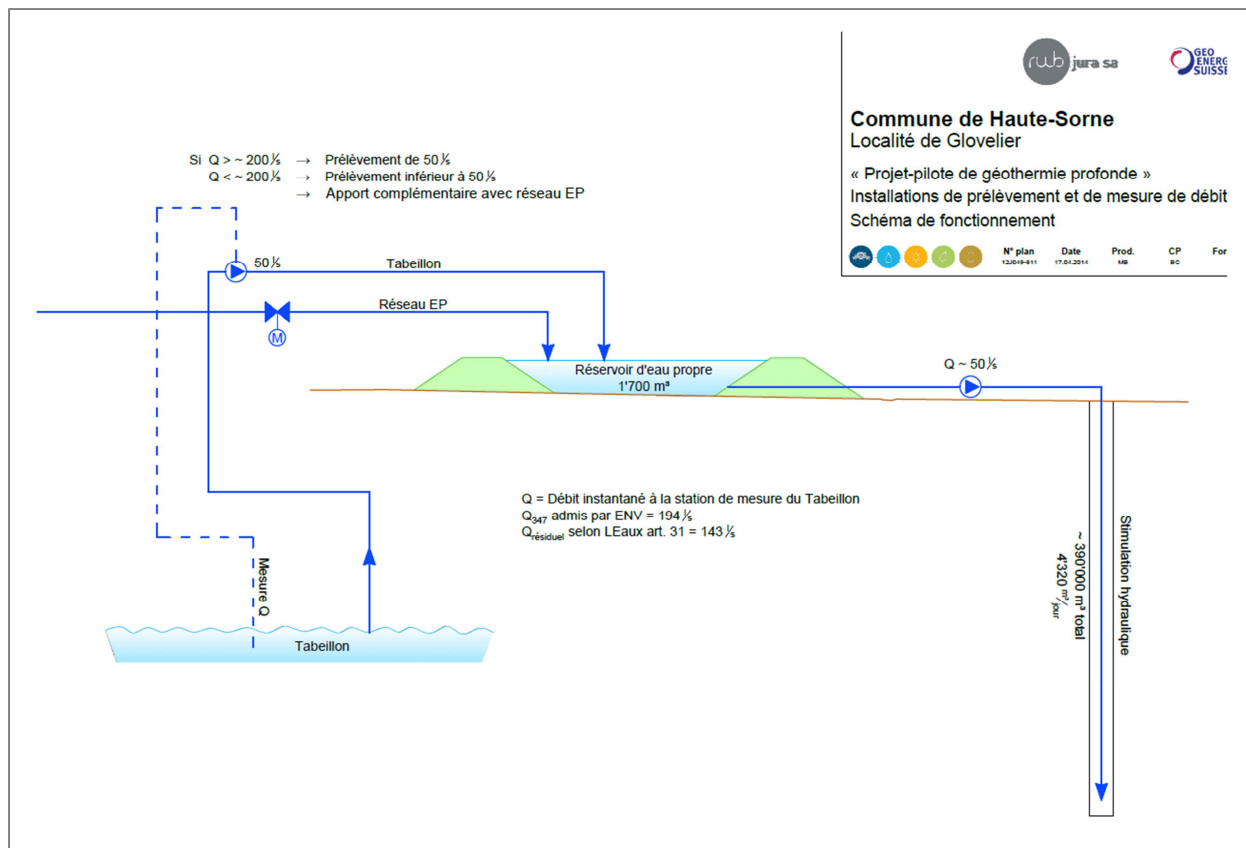 rwb jura sa
GEO
ENERG
SUISSE
Commune de Haute-Sorne
Localité de Glovelier
« Projet-pilote de géothermie profonde »
Installations de prélèvement et de mesure de débit
Schéma de fonctionnement
N° plan Date Prod. CP For
17.04.2014 MB BC
Si Q > ~ 200 l/s → Prélèvement de 50 l/s
Q < ~ 200 l/s → Prélèvement inférieur à 50 l/s
→ Apport complémentaire avec réseau EP
50 l/s
Tabeillon
Réseau EP
M
Réservoir d'eau propre
1'700 m³
Q ~ 50 l/s
Q = Débit instantané à la station de mesure du Tabeillon
Q347 admis par ENV = 194 l/s
Qrésiduel selon LEaux art. 31 = 143 l/s
Mesure Q
Tabeillon
Stimulation hydraulique
~ 390'000 m³ total
4'320 m³/jour